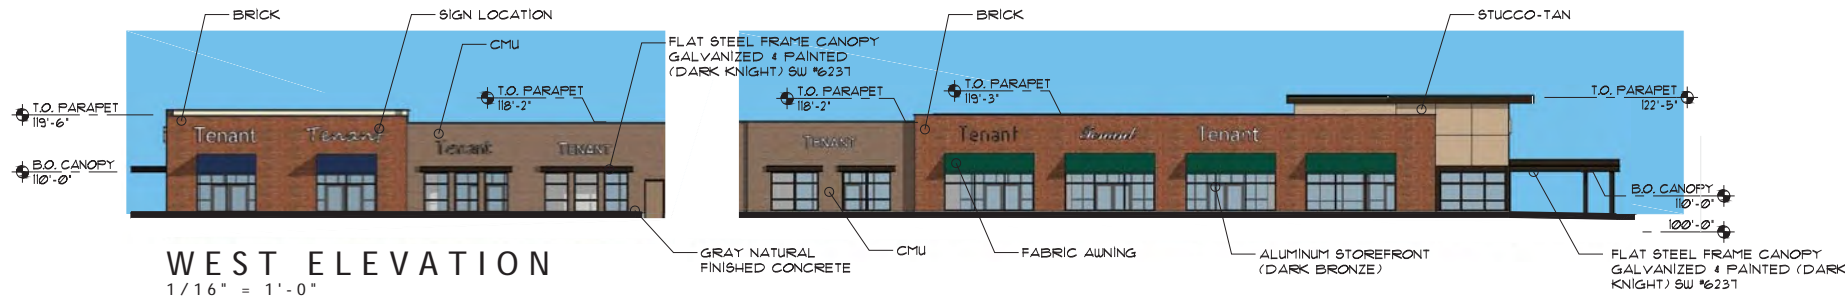 BRICK
SIGN LOCATION
CMU
FLAT STEEL FRAME CANOPY
GALVANIZED & PAINTED
(DARK KNIGHT) SW #6237
BRICK
STUCCO-TAN
T.O. PARAPET
119'-6"
T.O. PARAPET
118'-2"
T.O. PARAPET
118'-2"
T.O. PARAPET
119'-3"
T.O. PARAPET
122'-5"
Tenant
Tenant
Tenant
TENANT
TENANT
Tenant
Tenant
Tenant
B.O. CANOPY
110'-0"
B.O. CANOPY
110'-0"
100'-0"
GRAY NATURAL
FINISHED CONCRETE
CMU
FABRIC AWNING
ALUMINUM STOREFRONT
(DARK BRONZE)
FLAT STEEL FRAME CANOPY
GALVANIZED & PAINTED (DARK
KNIGHT) SW #6237
WEST ELEVATION
1/16" = 1'-0"